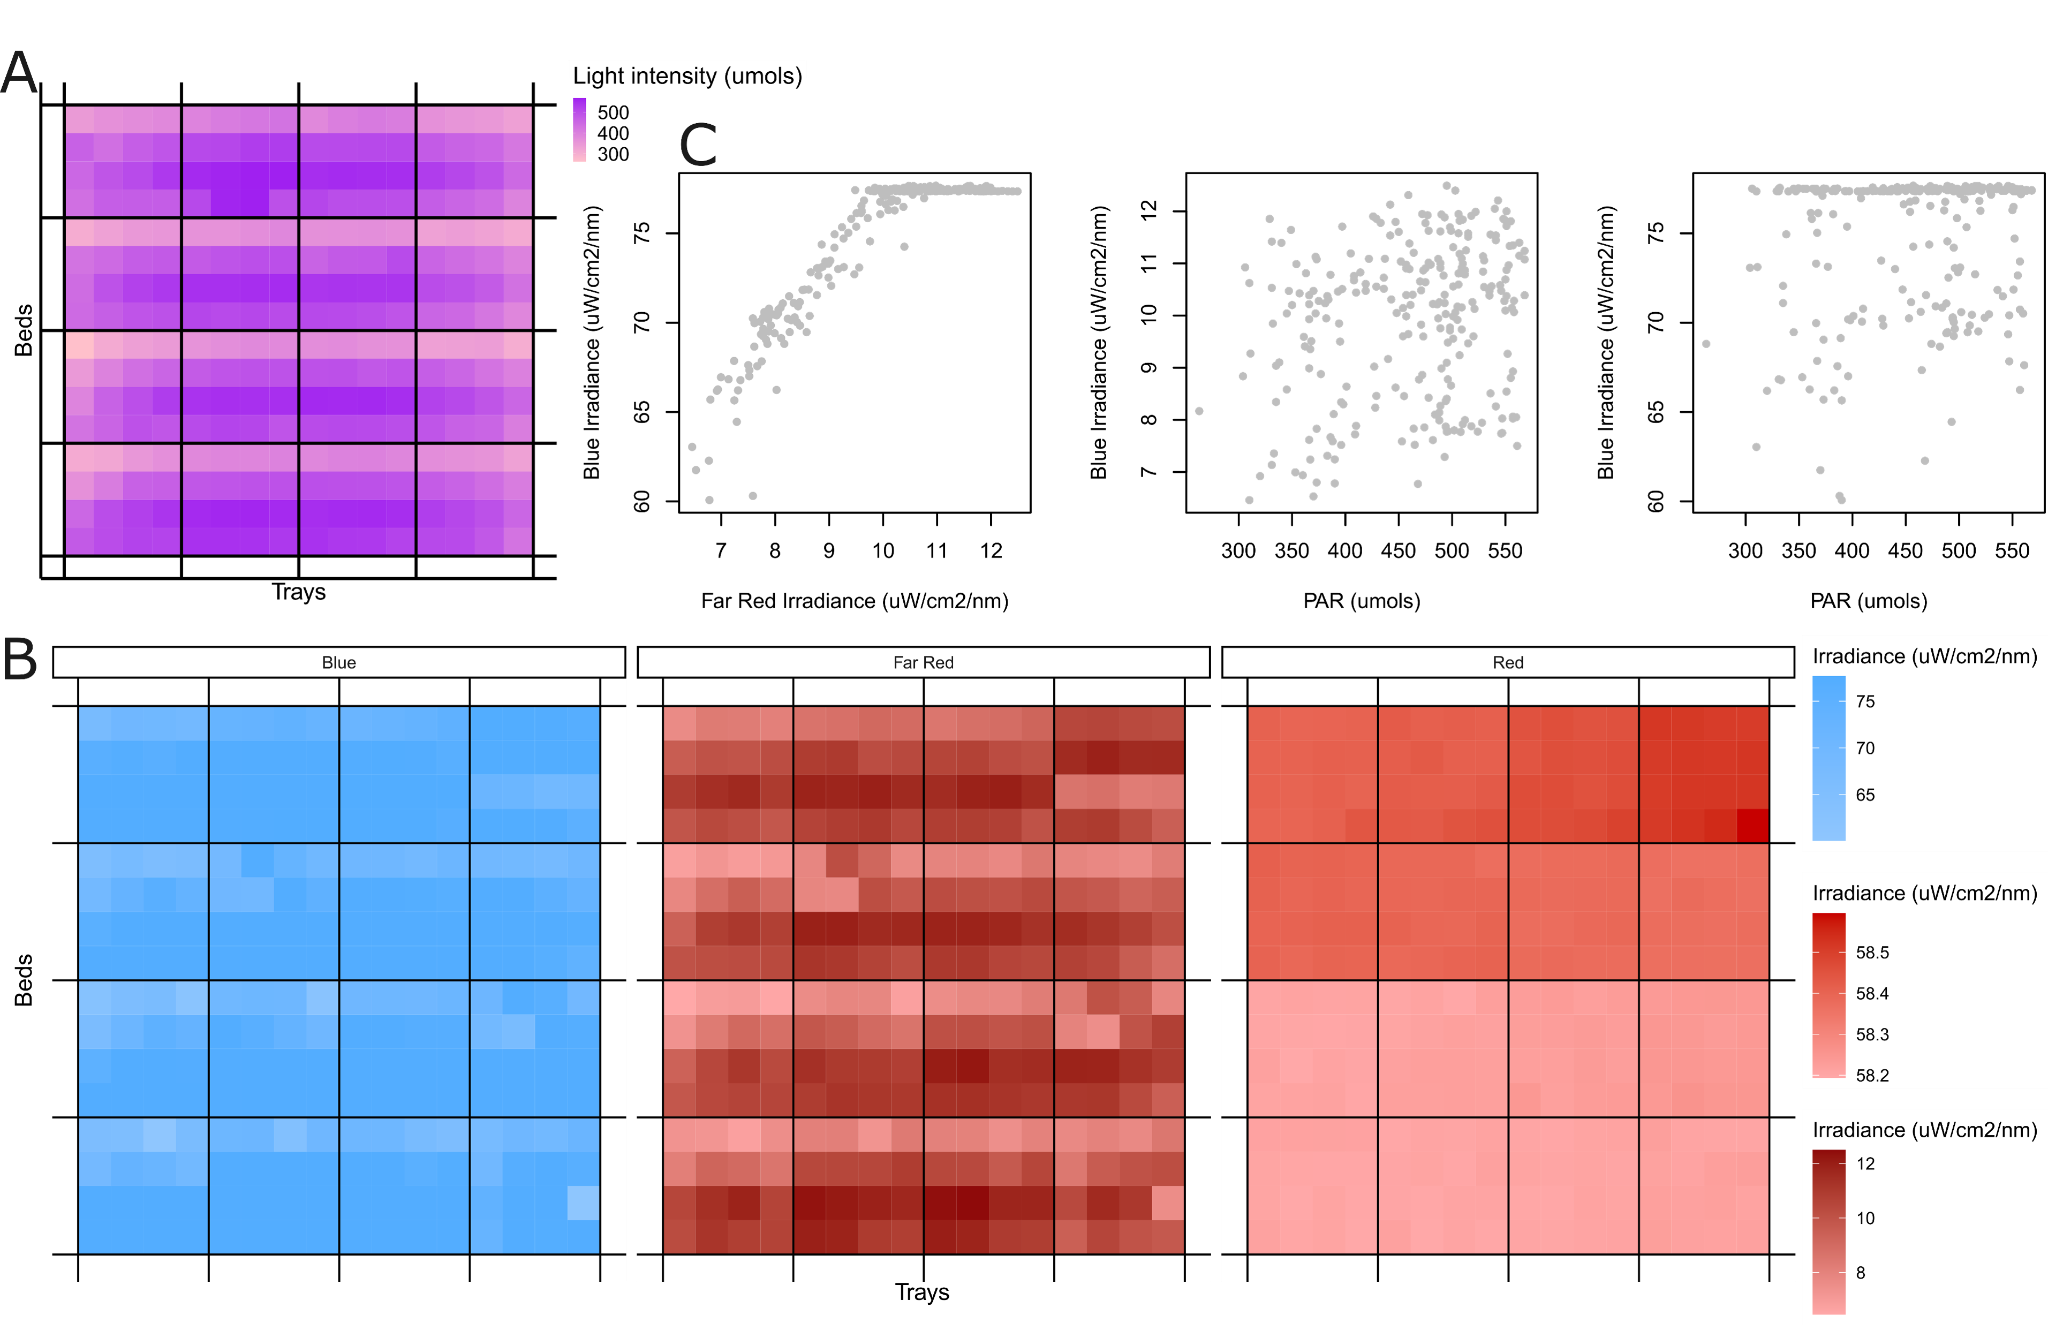 A
Light intensity (umols)
500
400
300
Beds
Trays
C
Blue Irradiance (uW/cm2/nm)
75
70
65
60
7 8 9 10 11 12
Far Red Irradiance (uW/cm2/nm)
Blue Irradiance (uW/cm2/nm)
12
11
10
9
8
7
300 350 400 450 500 550
PAR (umols)
Blue Irradiance (uW/cm2/nm)
75
70
65
60
300 350 400 450 500 550
PAR (umols)
B
Blue
Far Red
Red
Beds
Trays
Irradiance (uW/cm2/nm)
75
70
65
Irradiance (uW/cm2/nm)
58.5
58.4
58.3
58.2
Irradiance (uW/cm2/nm)
12
10
8